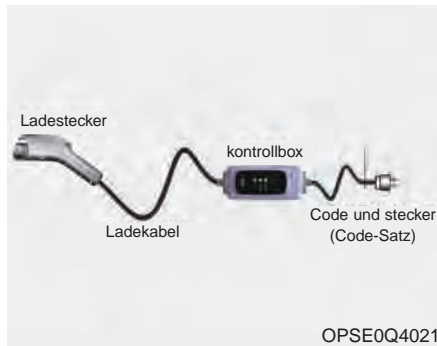 Ladestecker
kontrollbox
Ladekabel
Code und stecker
(Code-Satz)
OPSE0Q4021